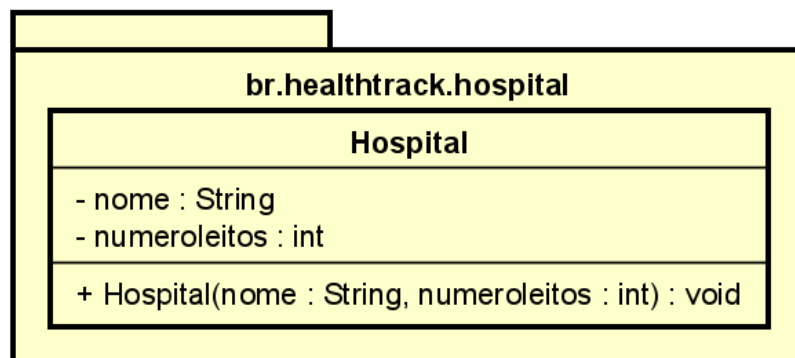 br.healthtrack.hospital
Hospital
- nome : String
- numeroleitos : int
+ Hospital(nome : String, numeroleitos : int) : void